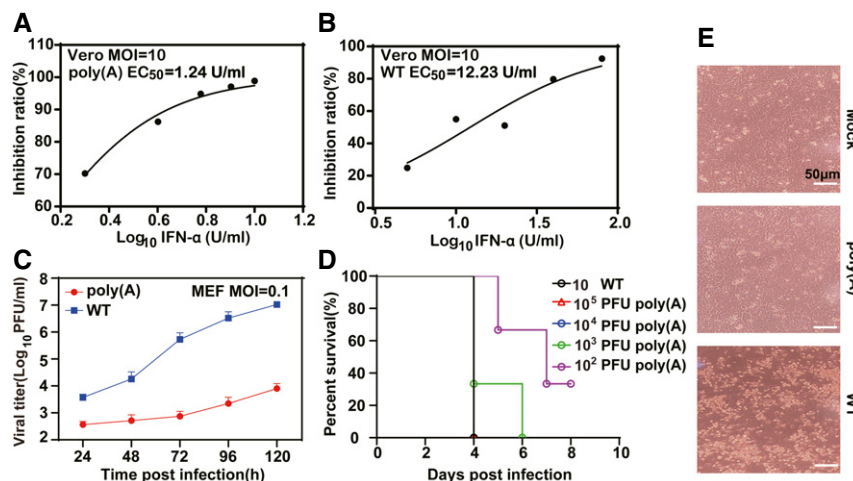 A
Vero MOI=10
poly(A) EC50=1.24 U/ml
Inhibition ratio(%)
110
100
90
80
70
60
0.2 0.4 0.6 0.8 1.0 1.2
Log10 IFN-α (U/ml)
B
Vero MOI=10
WT EC50=12.23 U/ml
Inhibition ratio(%)
100
80
60
40
20
0
0.5 1.0 1.5 2.0
Log10 IFN-α (U/ml)
C
poly(A)
WT
MEF MOI=0.1
Viral titer(Log10 PFU/ml)
8
7
6
5
4
3
2
24 48 72 96 120
Time post infection(h)
D
Percent survival(%)
100
80
60
40
20
0
0 2 4 6 8 10
Days post infection
10 WT
10^5 PFU poly(A)
10^4 PFU poly(A)
10^3 PFU poly(A)
10^2 PFU poly(A)
E
Mock
50μm
poly(A)
WT